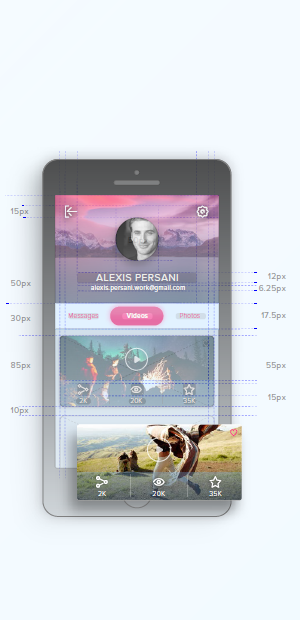 15px
ALEXIS PERSANI
12px
alexis.persani.work@gmail.com
50px
6.25px
30px
Messages
Videos
Photos
17.5px
85px
55px
2K
20K
35K
15px
10px
2K
20K
35K